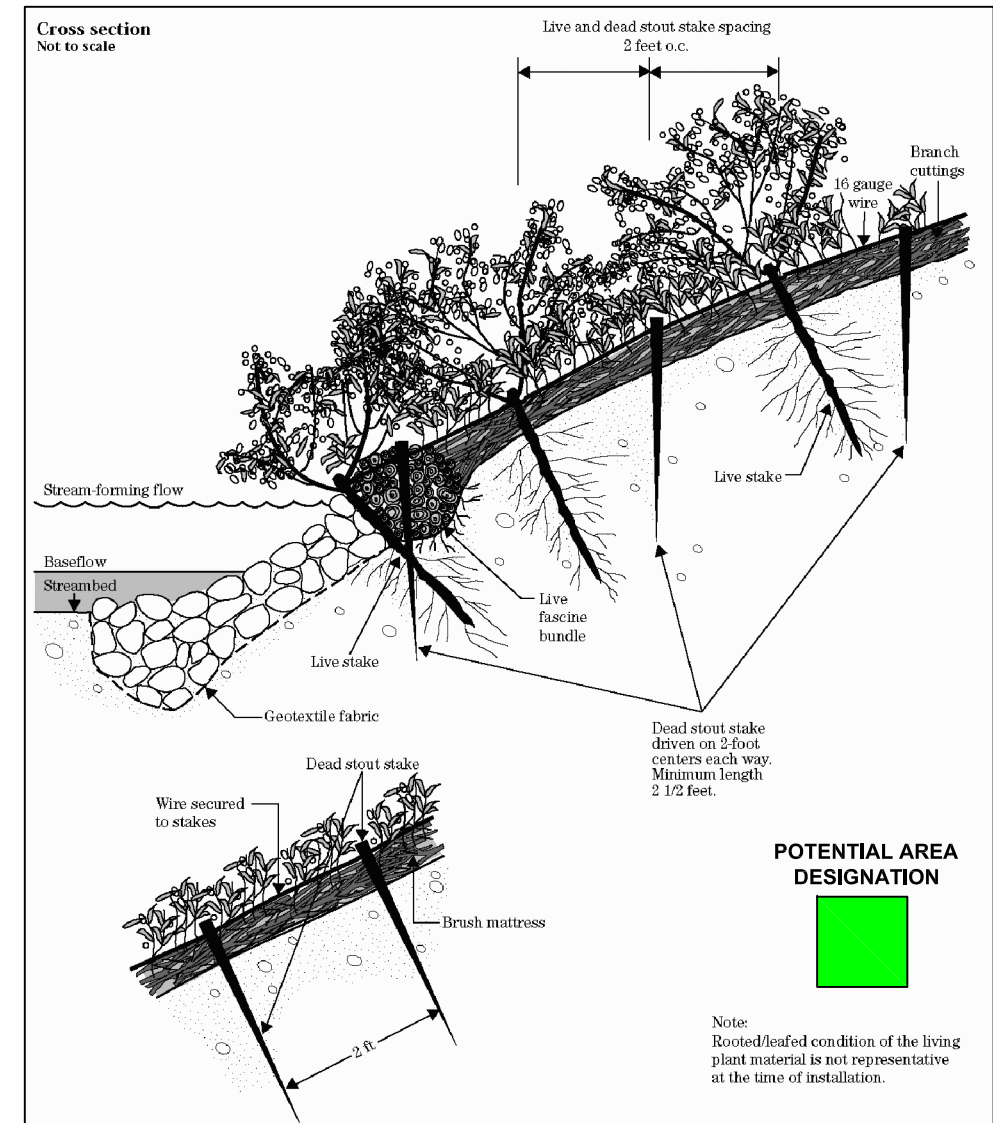 Cross section
Not to scale
Live and dead stout stake spacing
2 feet o.c.
Branch
cuttings
16 gauge
wire
Live stake
Stream-forming flow
Baseflow
Streambed
Live
fascine
bundle
Live stake
Geotextile fabric
Dead stout stake
driven on 2-foot
centers each way.
Minimum length
2 1/2 feet.
Dead stout stake
Wire secured
to stakes
Brush mattress
2 ft
POTENTIAL AREA
DESIGNATION
Note:
Rooted/leafed condition of the living
plant material is not representative
at the time of installation.